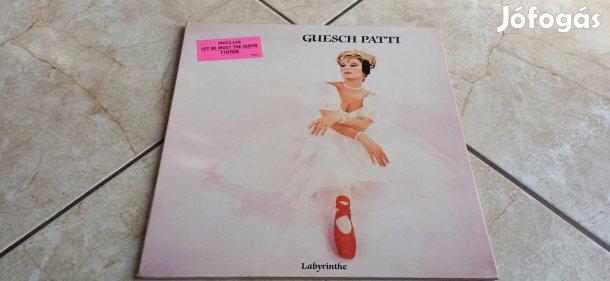 Jófogás
GUESCH PATTI
INCLUS
LET BE MUST THE QUEEN
ETIENNE
Labyrinthe